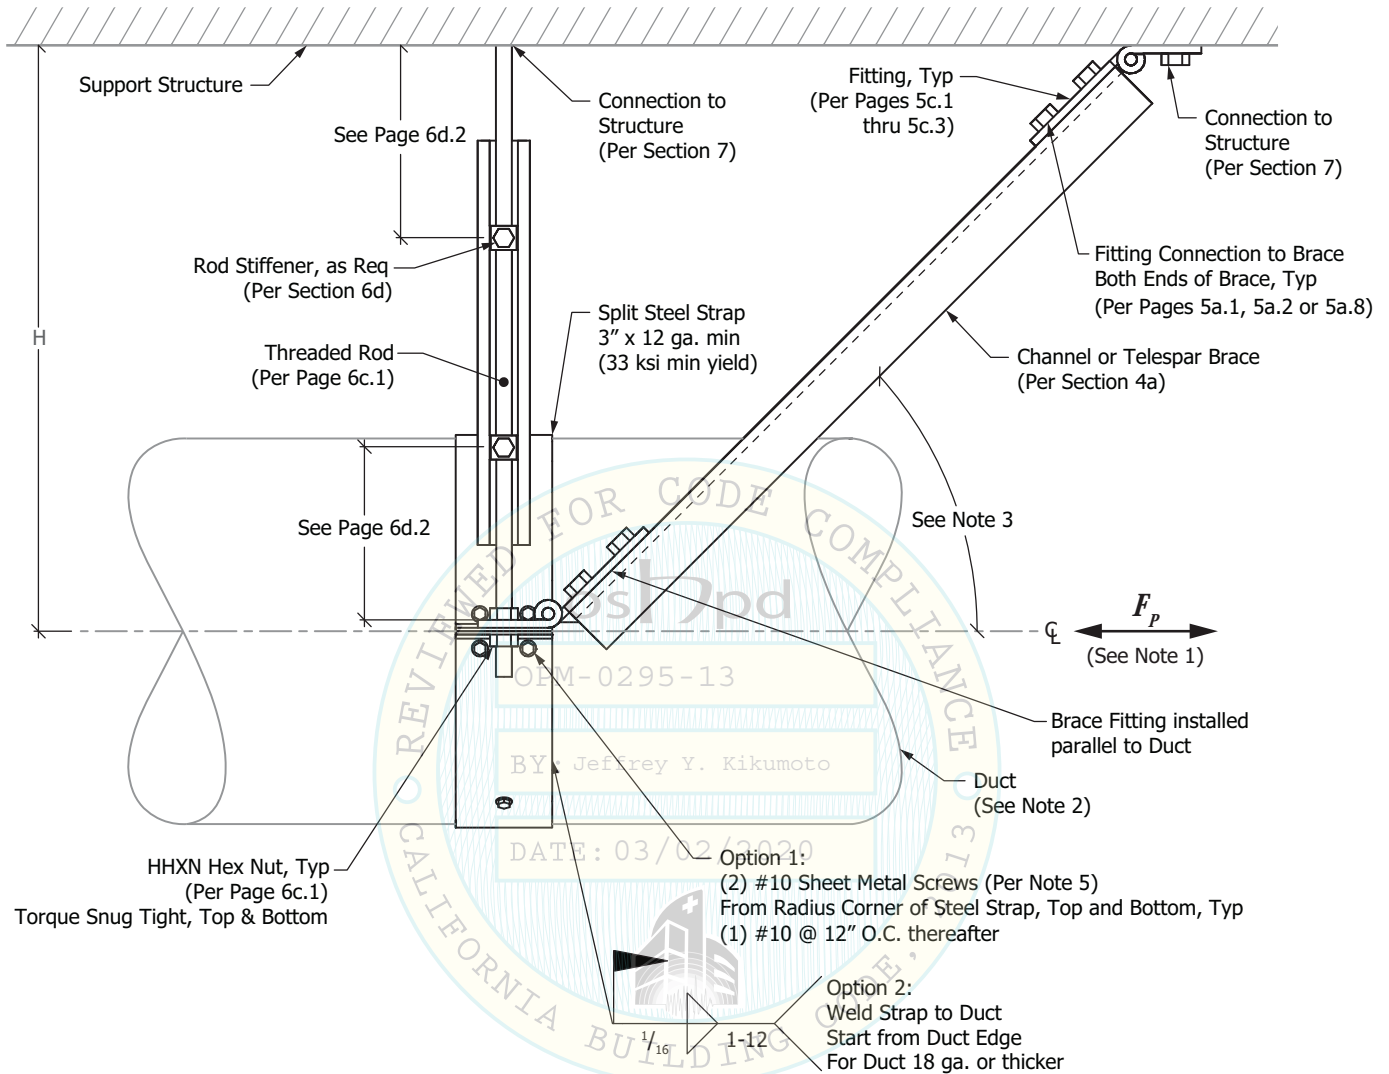 Support Structure
See Page 6d.2
Connection to
Structure
(Per Section 7)
Fitting, Typ
(Per Pages 5c.1
thru 5c.3)
Connection to
Structure
(Per Section 7)
Rod Stiffener, as Req
(Per Section 6d)
Fitting Connection to Brace
Both Ends of Brace, Typ
(Per Pages 5a.1, 5a.2 or 5a.8)
H
Split Steel Strap
3" x 12 ga. min
(33 ksi min yield)
Threaded Rod
(Per Page 6c.1)
Channel or Telespar Brace
(Per Section 4a)
See Page 6d.2
See Note 3
REVIEWED FOR CODE COMPLIANCE
oshpd
℄
Fp
(See Note 1)
OPM-0295-13
Brace Fitting installed
parallel to Duct
BY: Jeffrey Y. Kikumoto
Duct
(See Note 2)
DATE: 03/02/2020
HHXN Hex Nut, Typ
(Per Page 6c.1)
Torque Snug Tight, Top & Bottom
Option 1:
(2) #10 Sheet Metal Screws (Per Note 5)
From Radius Corner of Steel Strap, Top and Bottom, Typ
(1) #10 @ 12" O.C. thereafter
Option 2:
Weld Strap to Duct
Start from Duct Edge
For Duct 18 ga. or thicker
1/16
1-12
CALIFORNIA BUILDING CODE, 2013